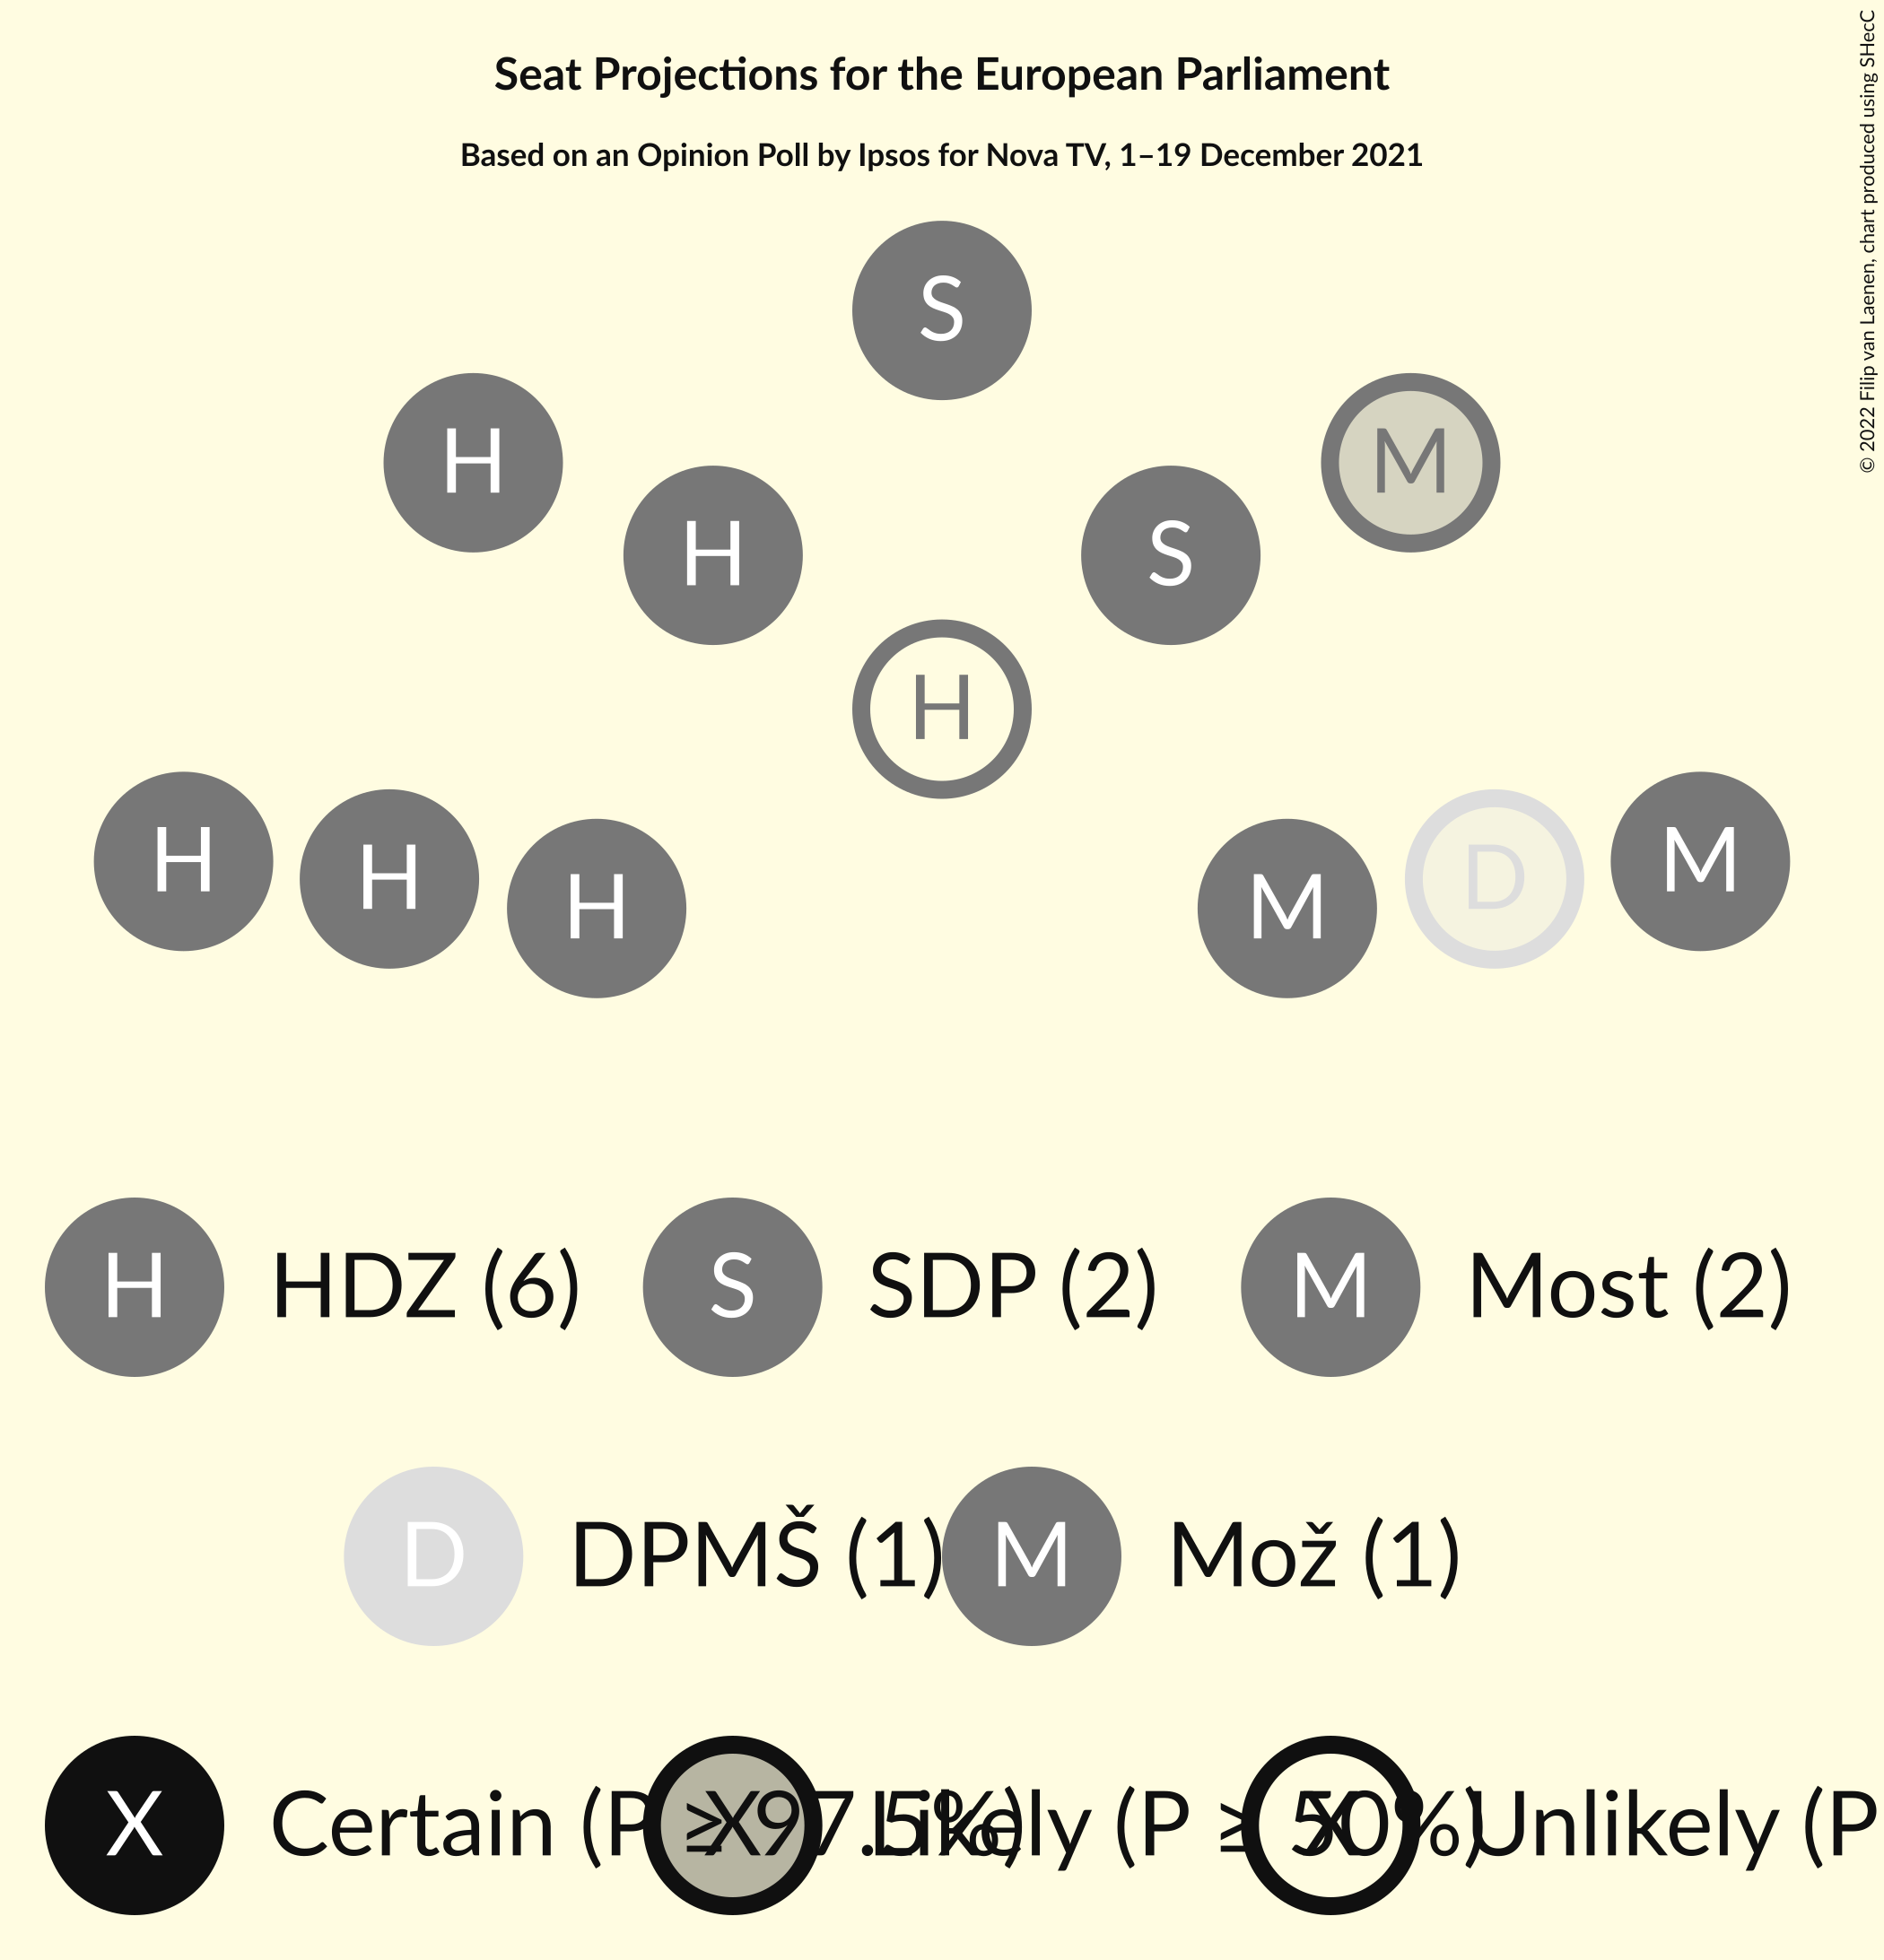 Seat Projections for the European Parliament
Based on an Opinion Poll by Ipsos for Nova TV, 1–19 December 2021
© 2022 Filip van Laenen, chart produced using SHecC
S
H
M
H
S
H
H
H
H
M
D
M
H HDZ (6) S SDP (2) M Most (2)
D DPMŠ (1) M Mož (1)
X Certain (P ≥ 97.5%) X Likely (P ≥ 50%) X Unlikely (P